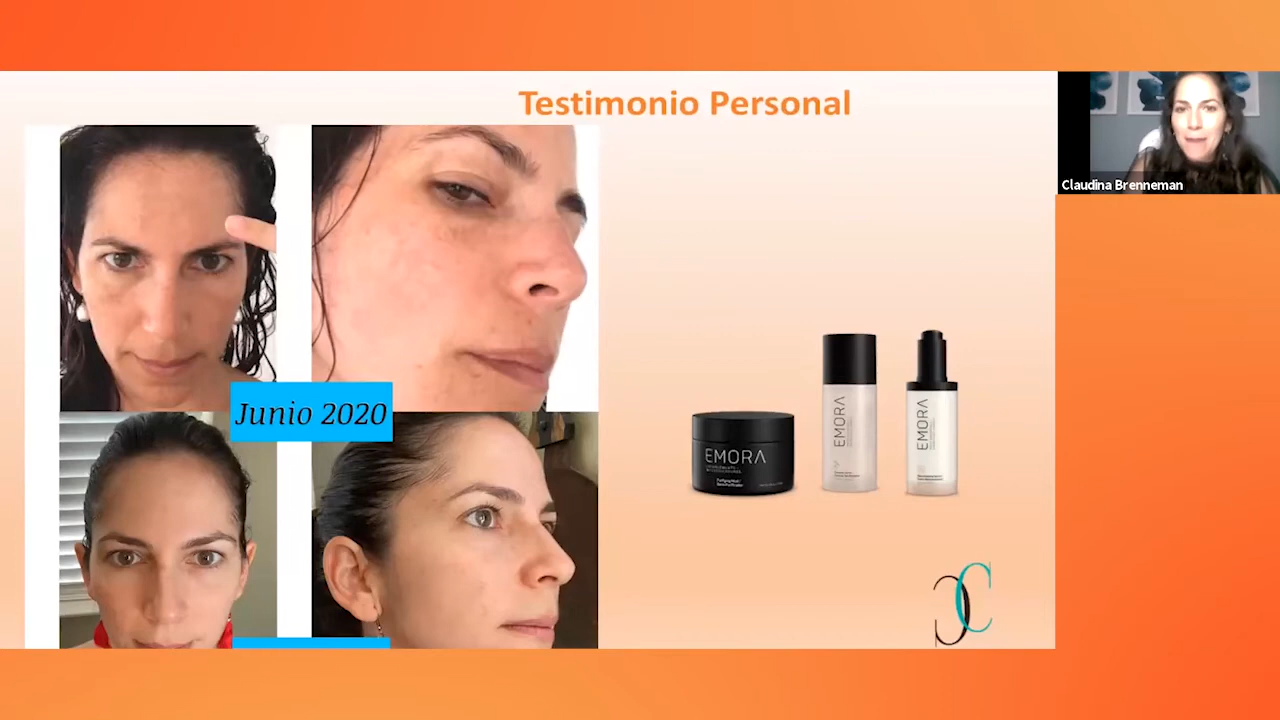 Testimonio Personal
Claudina Brenneman
Junio 2020
EMORA
EMORA
EMORA